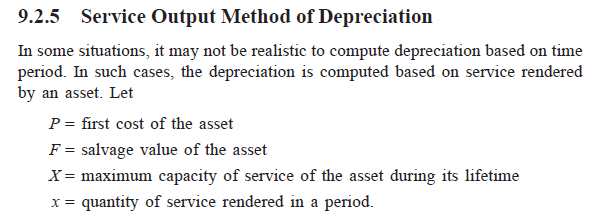 9.2.5 Service Output Method of Depreciation
In some situations, it may not be realistic to compute depreciation based on time
period. In such cases, the depreciation is computed based on service rendered
by an asset. Let
P = first cost of the asset
F = salvage value of the asset
X = maximum capacity of service of the asset during its lifetime
x = quantity of service rendered in a period.